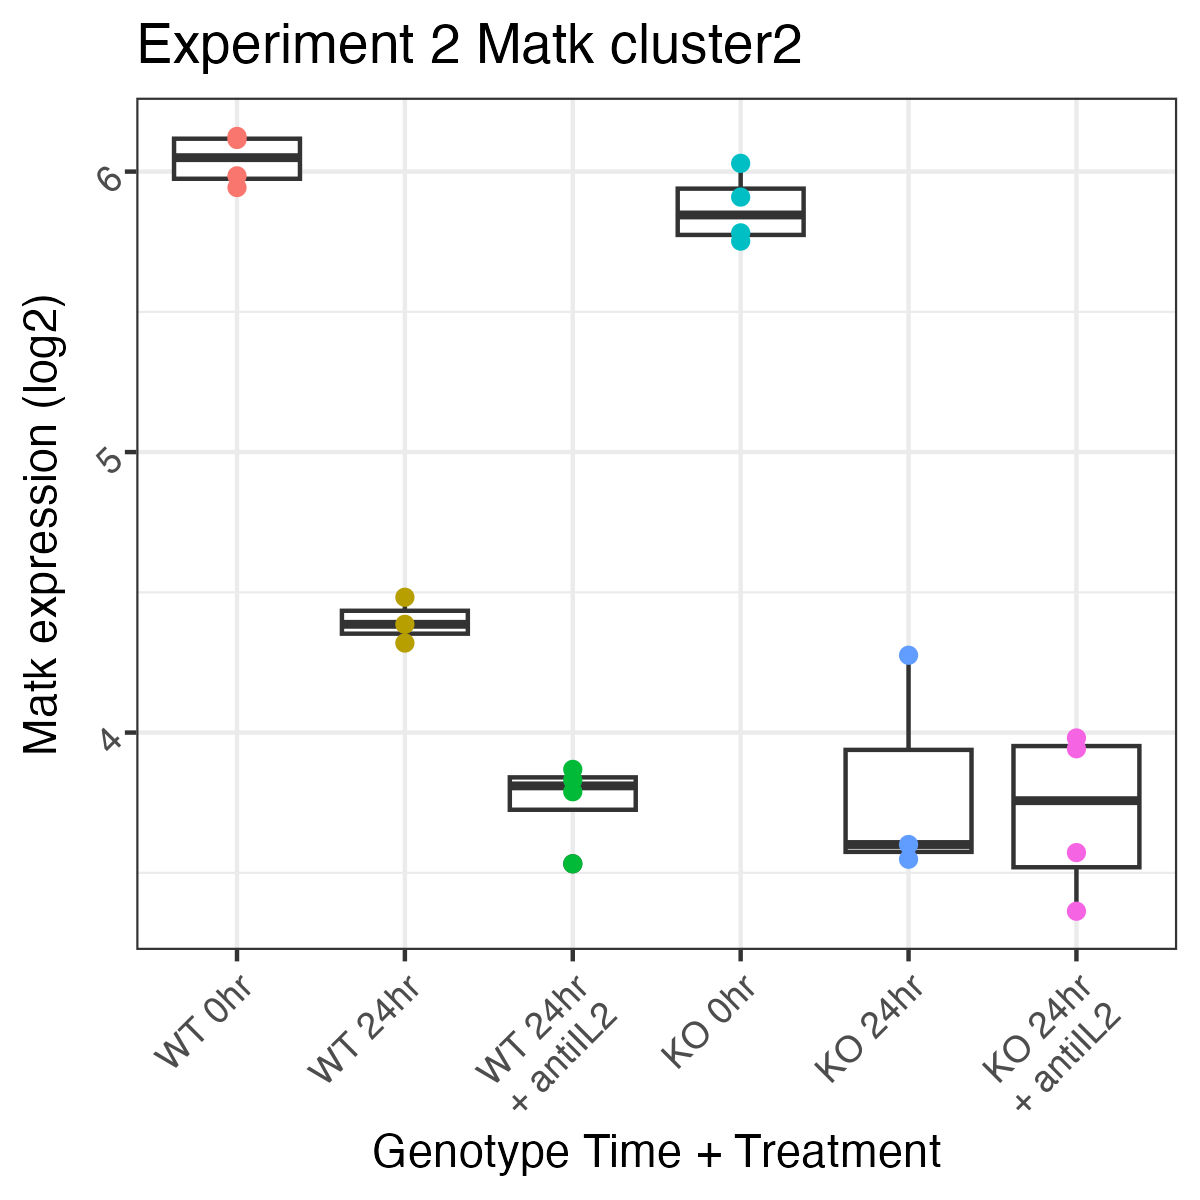 Experiment 2 Matk cluster2
Matk expression (log2)
6
5
4
WT 0hr
WT 24hr
WT 24hr
+ antiIL2
KO 0hr
KO 24hr
KO 24hr
+ antiIL2
Genotype Time + Treatment